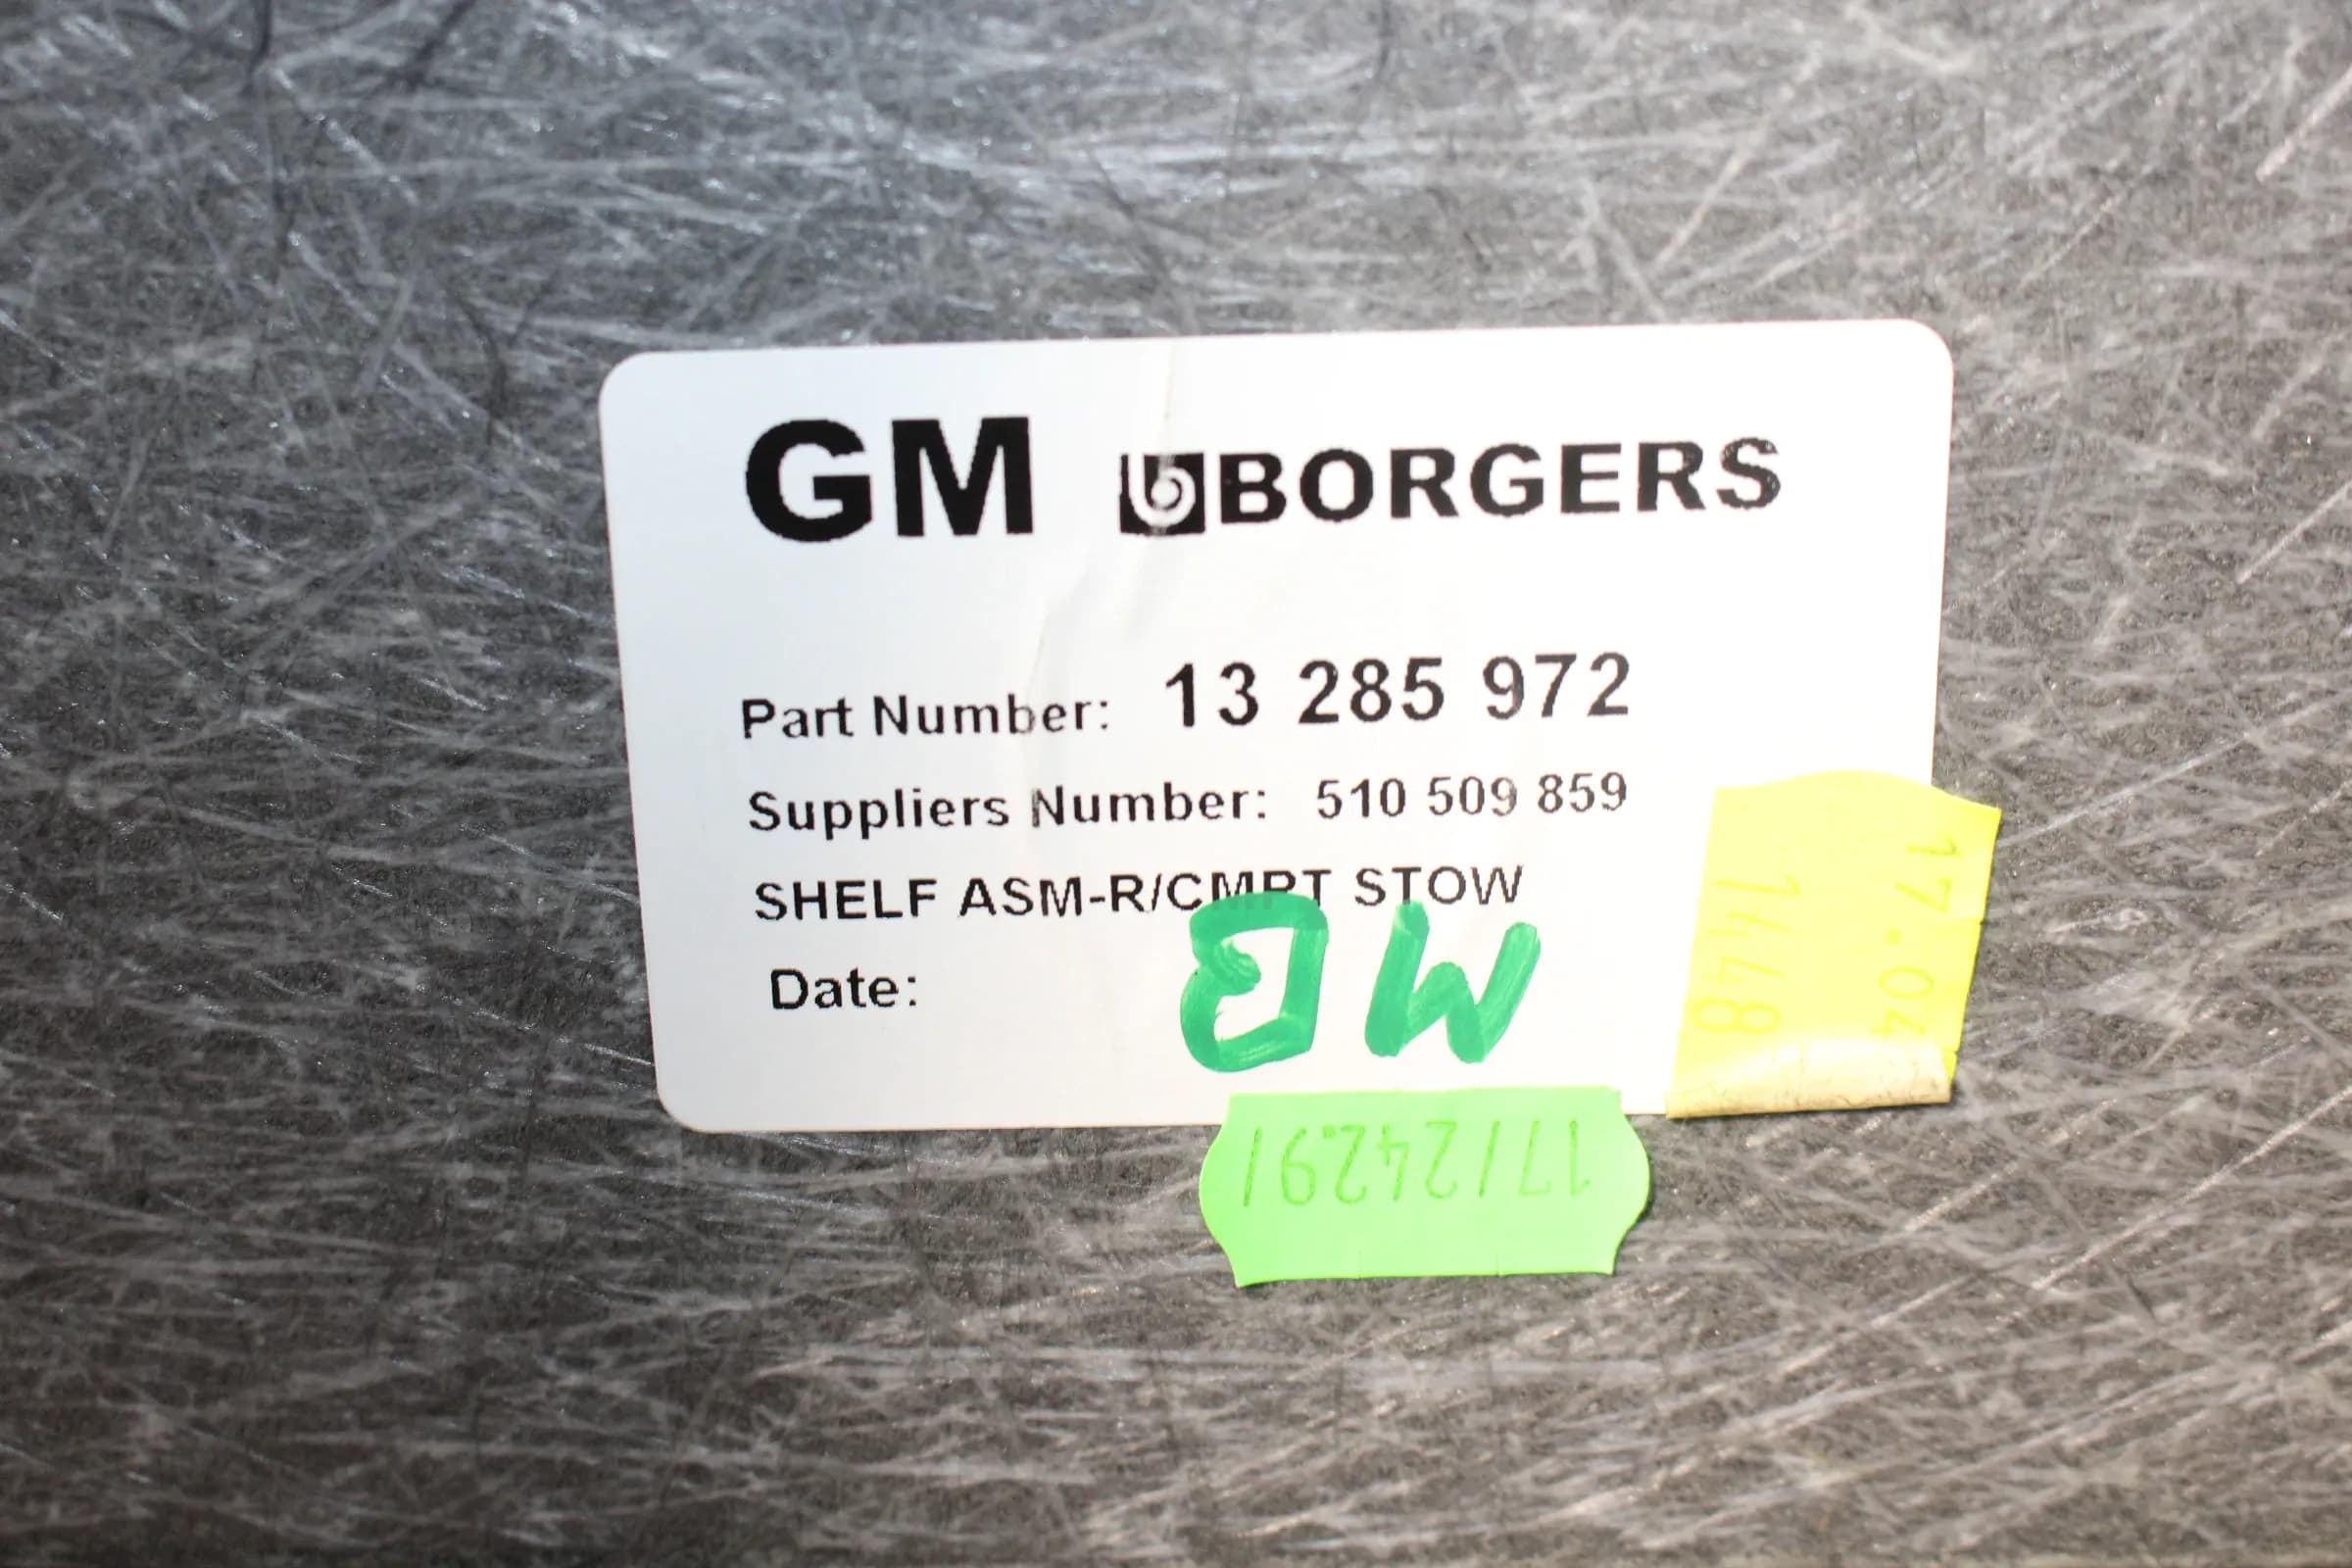 GM BORGERS
Part Number: 13 285 972
Suppliers Number: 510 509 859
SHELF ASM-R/CMPT STOW
Date:
MB
17.04
1448